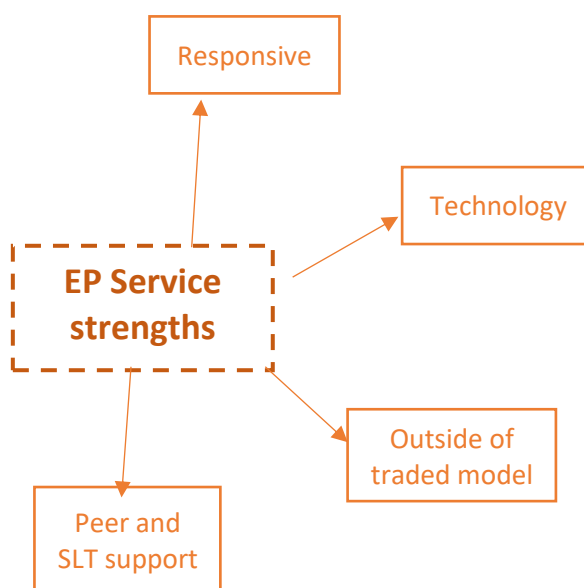 Responsive
Technology
EP Service
strengths
Outside of
traded model
Peer and
SLT support